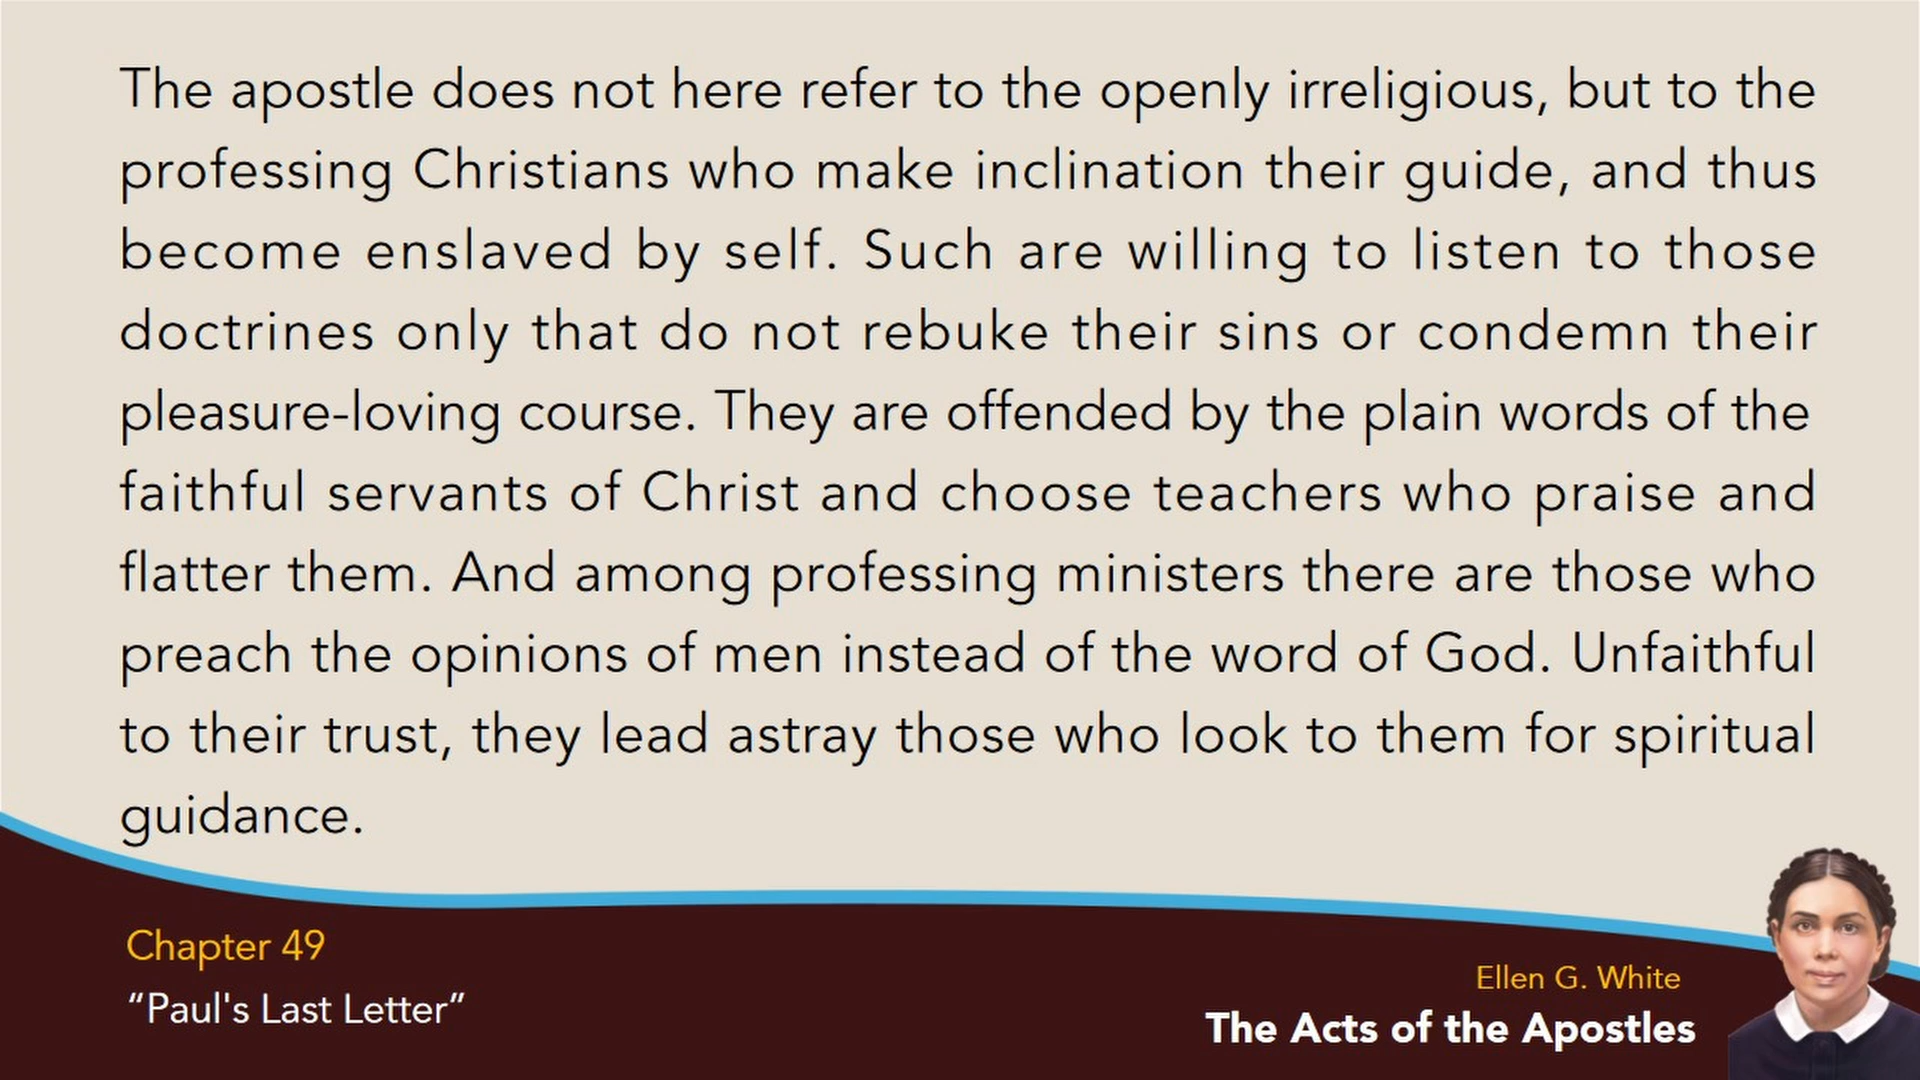 The apostle does not here refer to the openly irreligious, but to the
professing Christians who make inclination their guide, and thus
become enslaved by self. Such are willing to listen to those
doctrines only that do not rebuke their sins or condemn their
pleasure-loving course. They are offended by the plain words of the
faithful servants of Christ and choose teachers who praise and
flatter them. And among professing ministers there are those who
preach the opinions of men instead of the word of God. Unfaithful
to their trust, they lead astray those who look to them for spiritual
guidance.
Chapter 49
“Paul's Last Letter”
Ellen G. White
The Acts of the Apostles